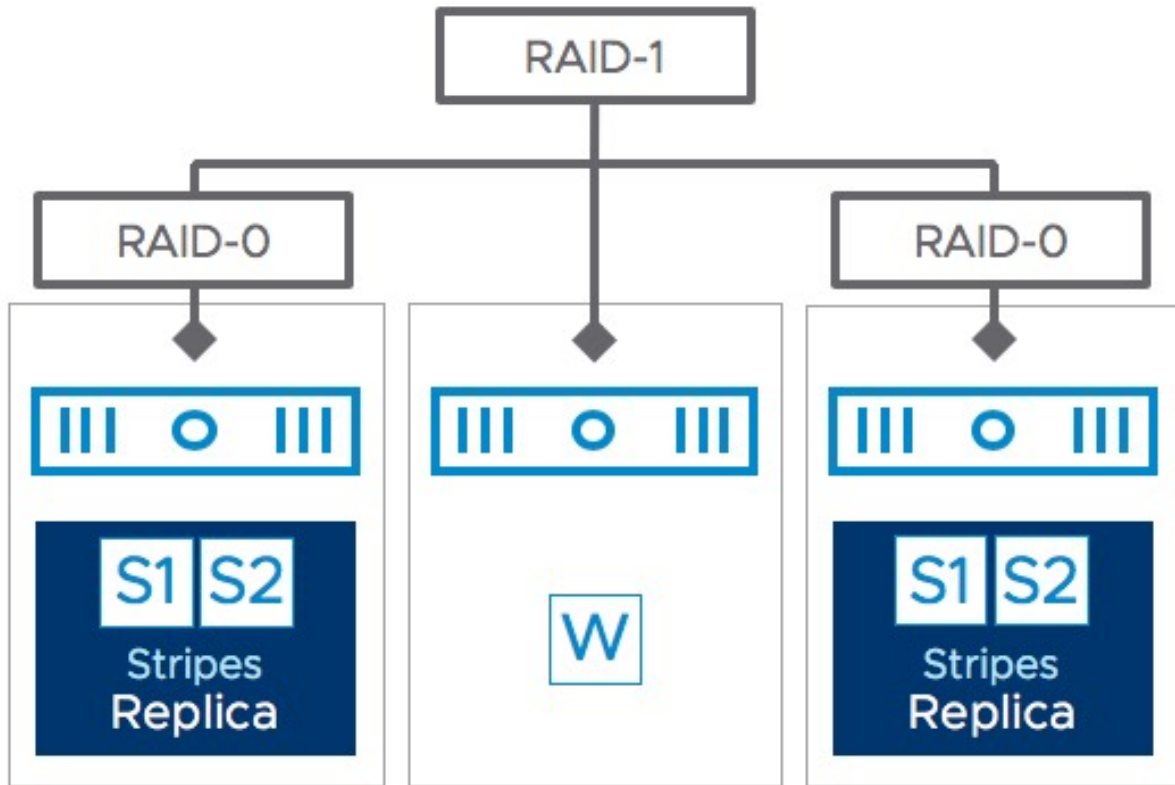 RAID-1
RAID-0
RAID-0
S1 S2
Stripes
Replica
W
S1 S2
Stripes
Replica